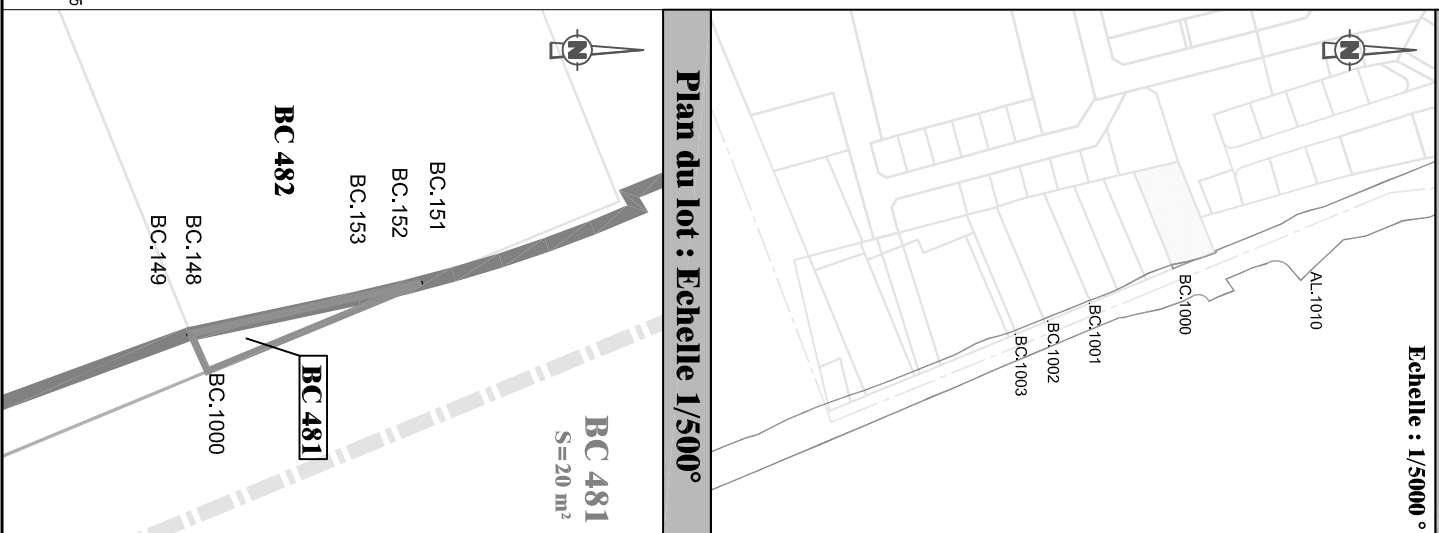 Echelle : 1/5000 °
N
AL.1010
BC.1000
BC.1001
BC.1002
BC.1003
Plan du lot : Echelle 1/500°
N
BC 481
S=20 m²
BC.151
BC.152
BC.153
BC 482
BC 481
BC.148
BC.149
BC.1000